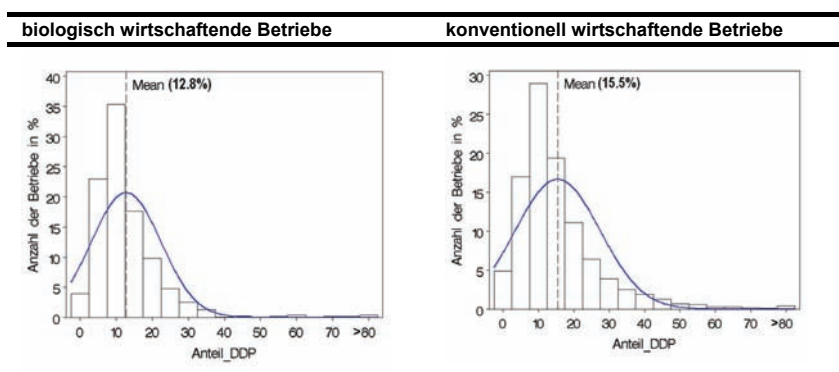 biologisch wirtschaftende Betriebe
konventionell wirtschaftende Betriebe
Mean (12.8%)
Anzahl der Betriebe in %
40
35
30
25
20
15
10
5
0
0 10 20 30 40 50 60 70 >80
Anteil_DDP
Mean (15.5%)
Anzahl der Betriebe in %
30
25
20
15
10
5
0
0 10 20 30 40 50 60 70 >80
Anteil_DDP